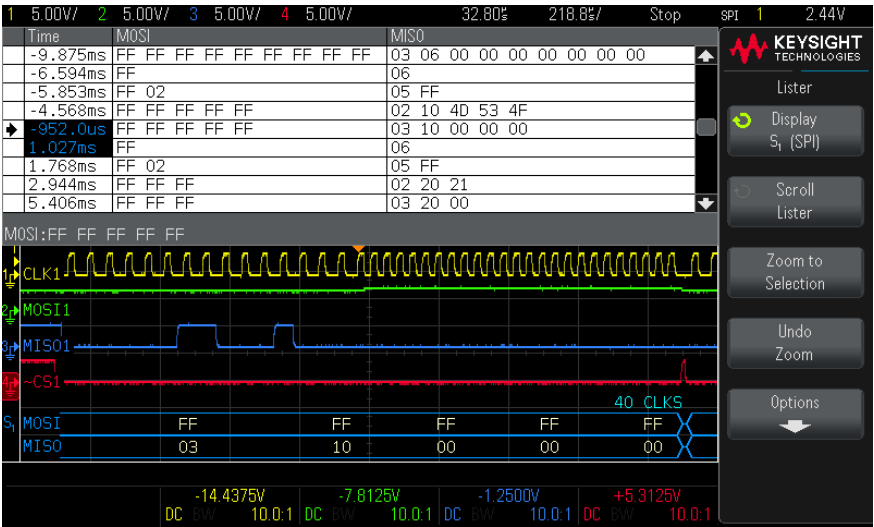 1 5.00V/ 2 5.00V/ 3 5.00V/ 4 5.00V/ 32.80s 218.8s/ Stop SPI 1 2.44V
Time MOSI MISO
-9.875ms FF FF FF FF FF FF FF FF FF 03 06 00 00 00 00 00 00 00
-6.594ms FF 06
-5.853ms FF 02 05 FF
-4.568ms FF FF FF FF FF 02 10 4D 53 4F
-952.0us FF FF FF FF FF 03 10 00 00 00
1.027ms FF 06
1.768ms FF 02 05 FF
2.944ms FF FF FF 02 20 21
5.406ms FF FF FF 03 20 00
MOSI:FF FF FF FF FF
KEYSIGHT
TECHNOLOGIES
Lister
Display
S1 (SPI)
Scroll
Lister
Zoom to
Selection
Undo
Zoom
Options
1 CLK1
2 MOSI1
3 MISO1
4 ~CS1
40 CLKS
S1 MOSI FF FF FF FF FF
MISO 03 10 00 00 00
-14.4375V -7.8125V -1.2500V +5.3125V
DC BW 10.0:1 DC BW 10.0:1 DC BW 10.0:1 DC BW 10.0:1